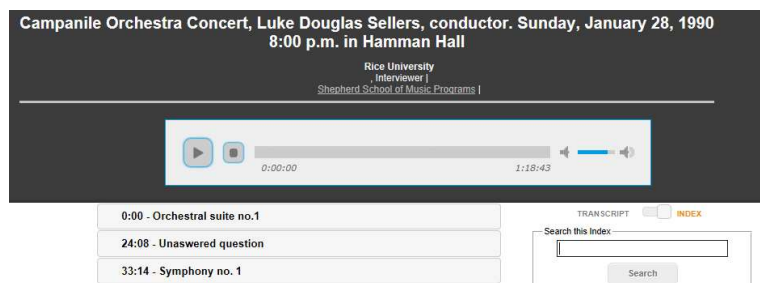 Campanile Orchestra Concert, Luke Douglas Sellers, conductor. Sunday, January 28, 1990
8:00 p.m. in Hamman Hall
Rice University
, Interviewer |
Shepherd School of Music Programs |
0:00:00 1:18:43
0:00 - Orchestral suite no.1
TRANSCRIPT INDEX
Search this Index
24:08 - Unaswered question
33:14 - Symphony no. 1
Search